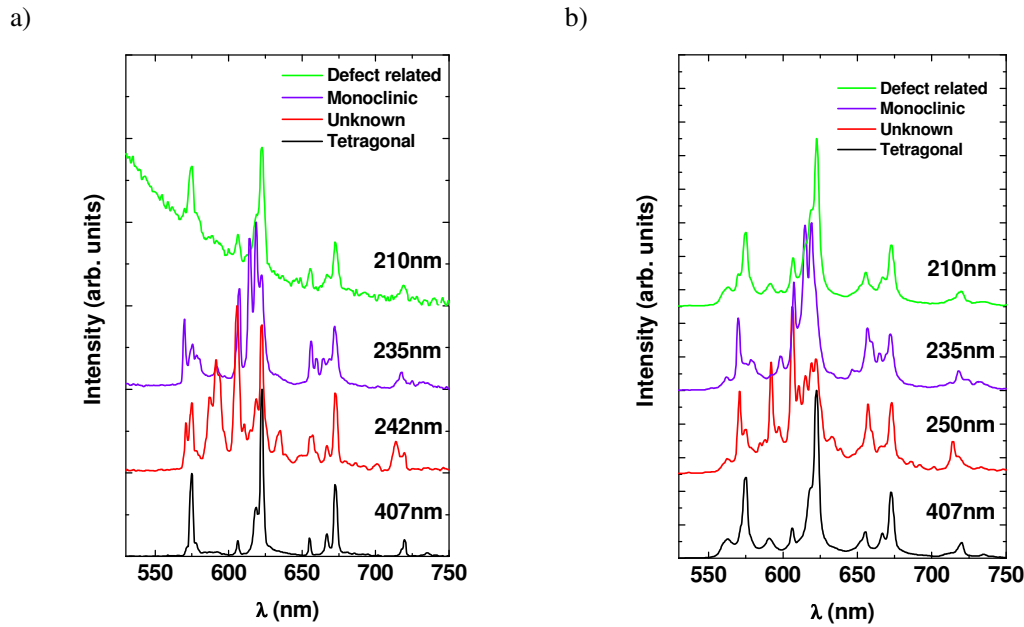 a)
Intensity (arb. units)
Defect related
Monoclinic
Unknown
Tetragonal
210nm
235nm
242nm
407nm
550 600 650 700 750
λ (nm)
b)
Intensity (arb. units)
Defect related
Monoclinic
Unknown
Tetragonal
210nm
235nm
250nm
407nm
550 600 650 700 750
λ (nm)